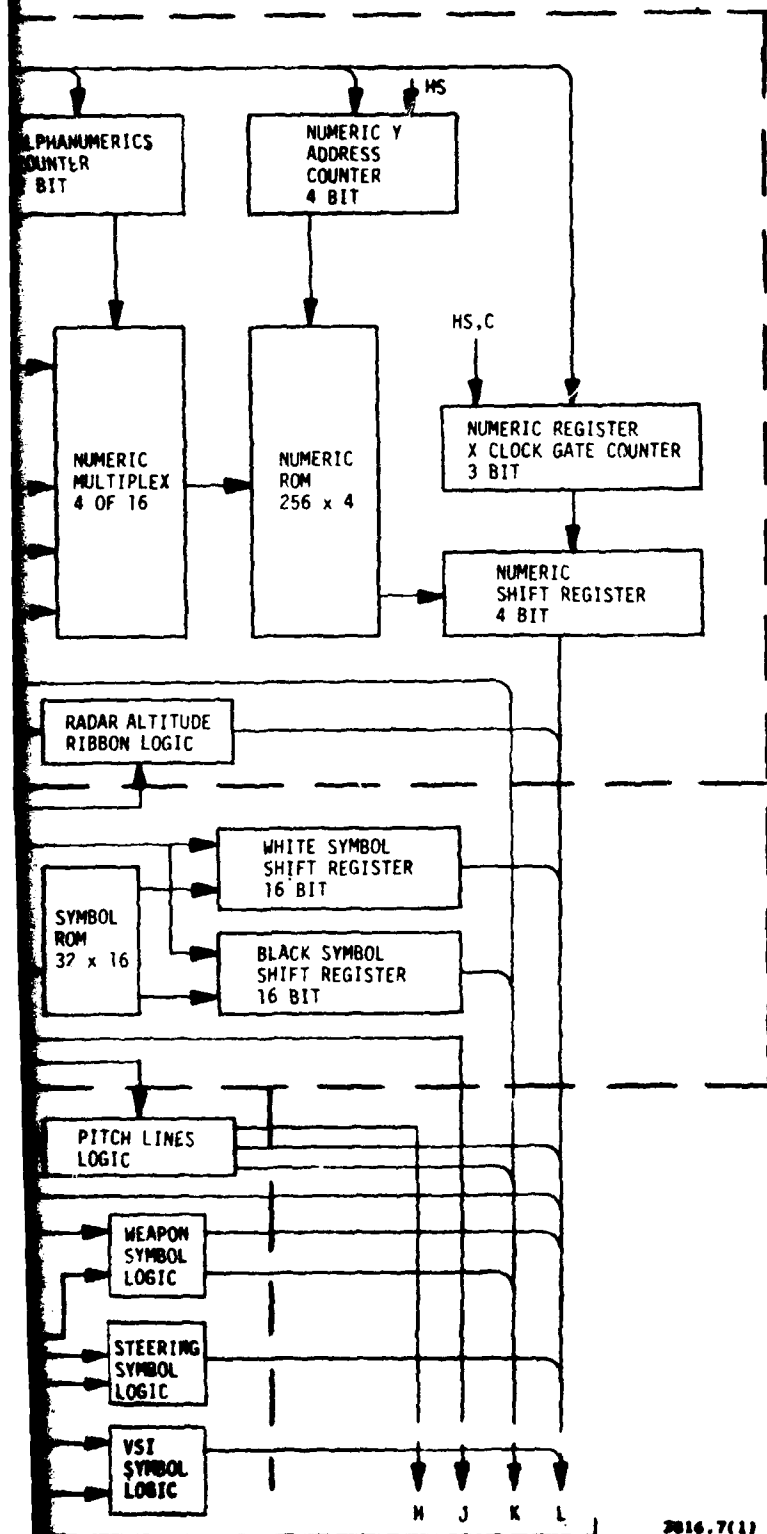 HS
LPHANUMERICS
OUNTER
BIT
NUMERIC Y
ADDRESS
COUNTER
4 BIT
HS,C
NUMERIC
MULTIPLEX
4 OF 16
NUMERIC
ROM
256 x 4
NUMERIC REGISTER
X CLOCK GATE COUNTER
3 BIT
NUMERIC
SHIFT REGISTER
4 BIT
RADAR ALTITUDE
RIBBON LOGIC
WHITE SYMBOL
SHIFT REGISTER
16 BIT
SYMBOL
ROM
32 x 16
BLACK SYMBOL
SHIFT REGISTER
16 BIT
PITCH LINES
LOGIC
WEAPON
SYMBOL
LOGIC
STEERING
SYMBOL
LOGIC
VSI
SYMBOL
LOGIC
H J K L